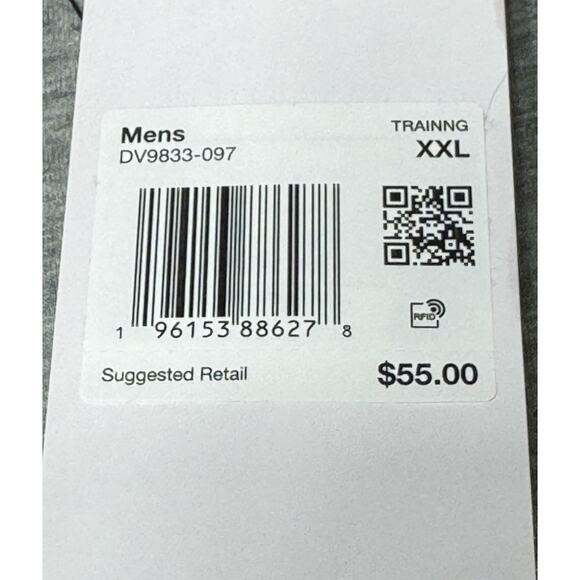 Mens
TRAINNG
DV9833-097
XXL
RFID
1 96153 88627 8
Suggested Retail
$55.00